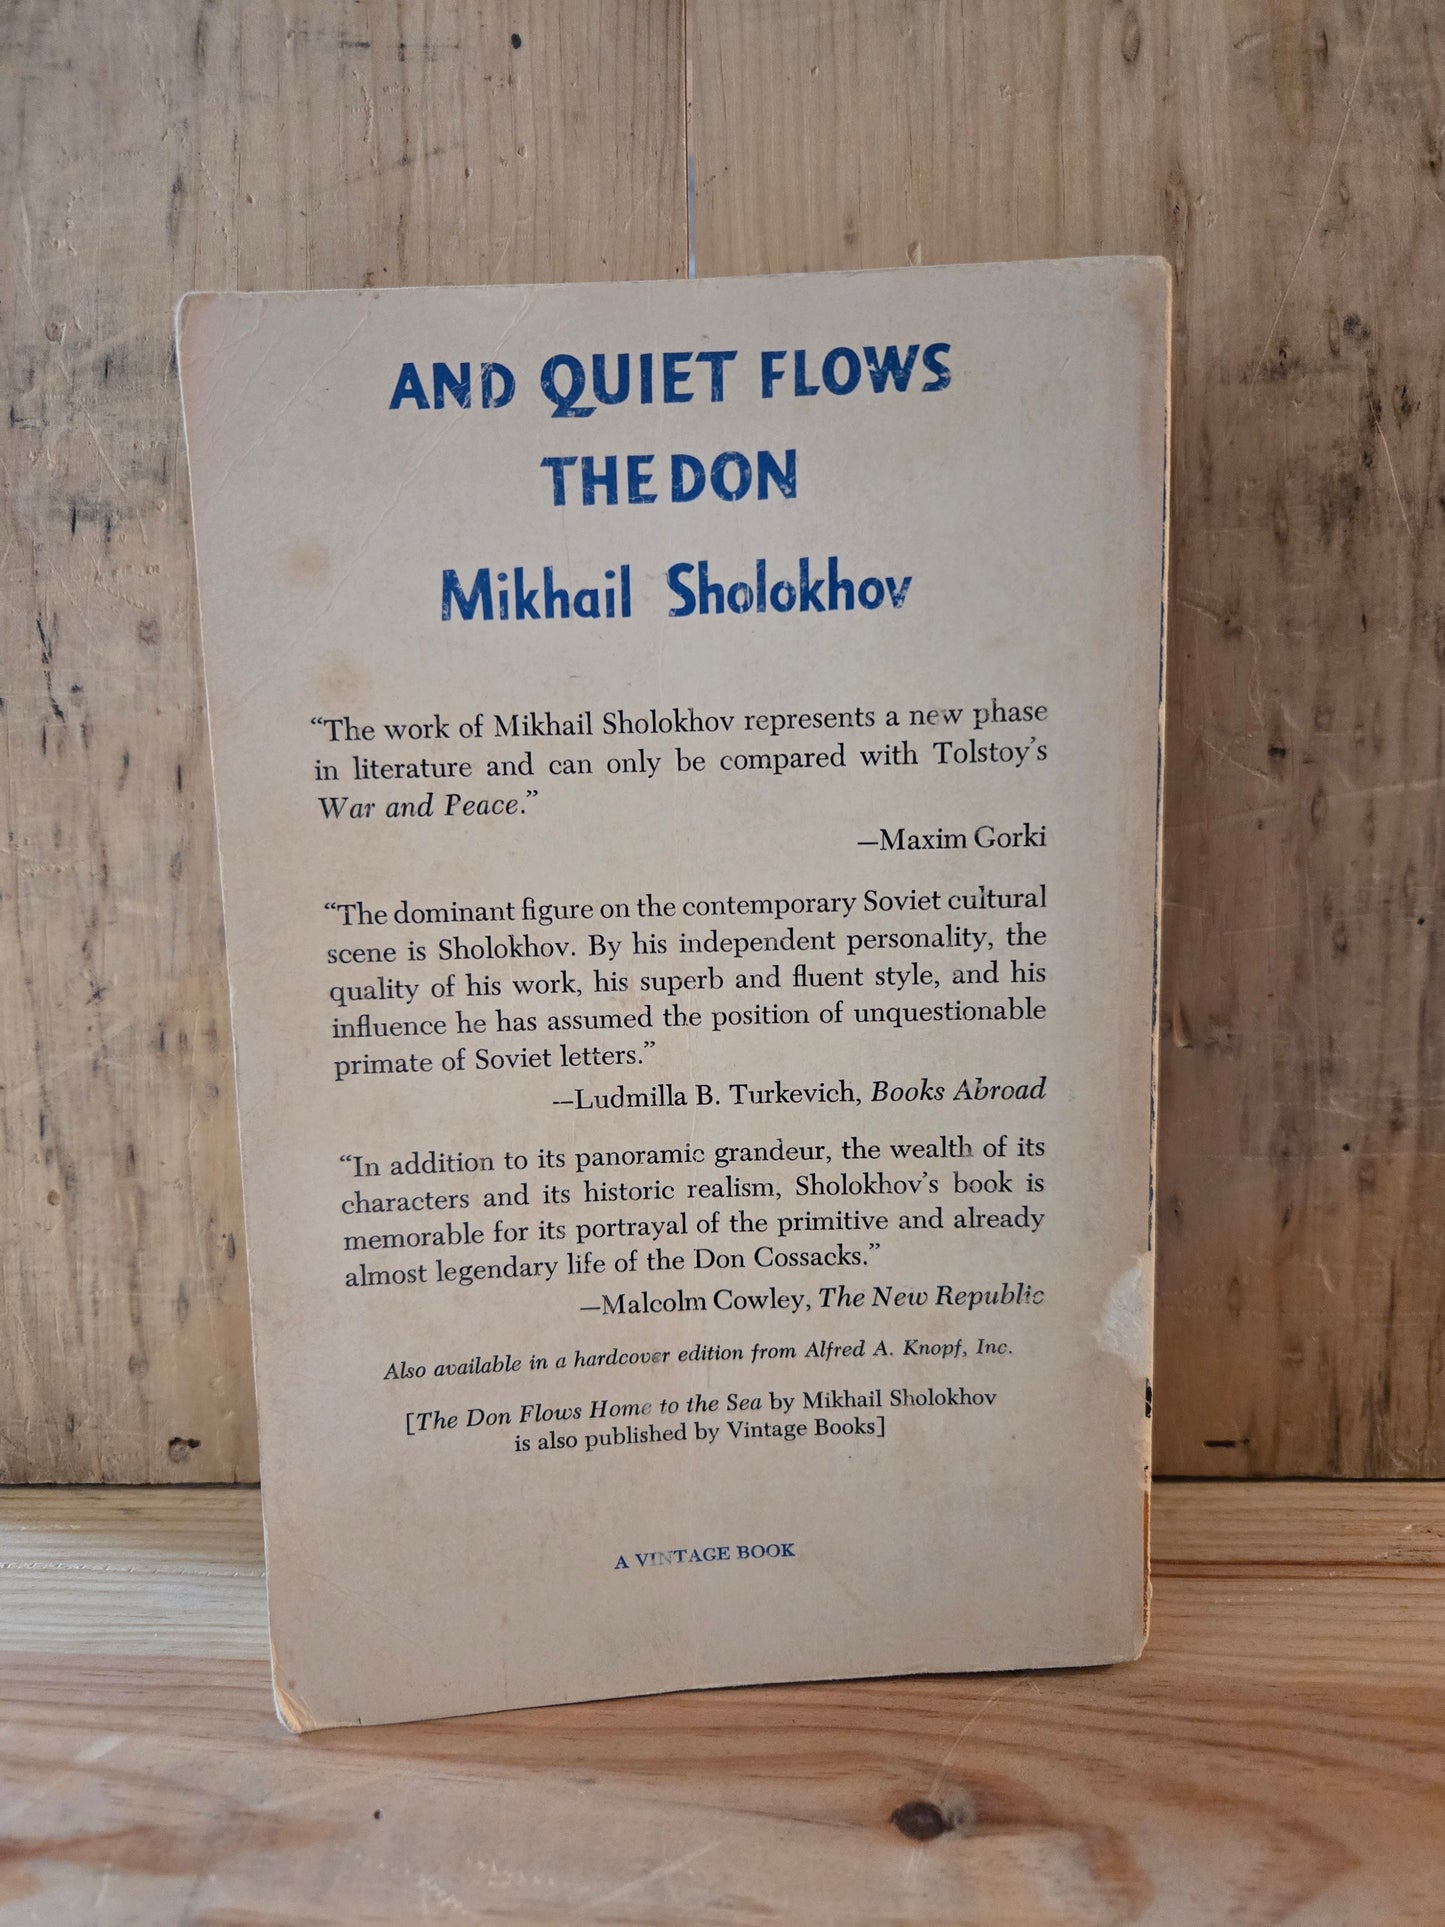 AND QUIET FLOWS
THE DON
Mikhail Sholokhov
“The work of Mikhail Sholokhov represents a new phase
in literature and can only be compared with Tolstoy’s
War and Peace.”
—Maxim Gorki
“The dominant figure on the contemporary Soviet cultural
scene is Sholokhov. By his independent personality, the
quality of his work, his superb and fluent style, and his
influence he has assumed the position of unquestionable
primate of Soviet letters.”
—Ludmilla B. Turkevich, Books Abroad
“In addition to its panoramic grandeur, the wealth of its
characters and its historic realism, Sholokhov’s book is
memorable for its portrayal of the primitive and already
almost legendary life of the Don Cossacks.”
—Malcolm Cowley, The New Republic
Also available in a hardcover edition from Alfred A. Knopf, Inc.
[The Don Flows Home to the Sea by Mikhail Sholokhov
is also published by Vintage Books]
A VINTAGE BOOK